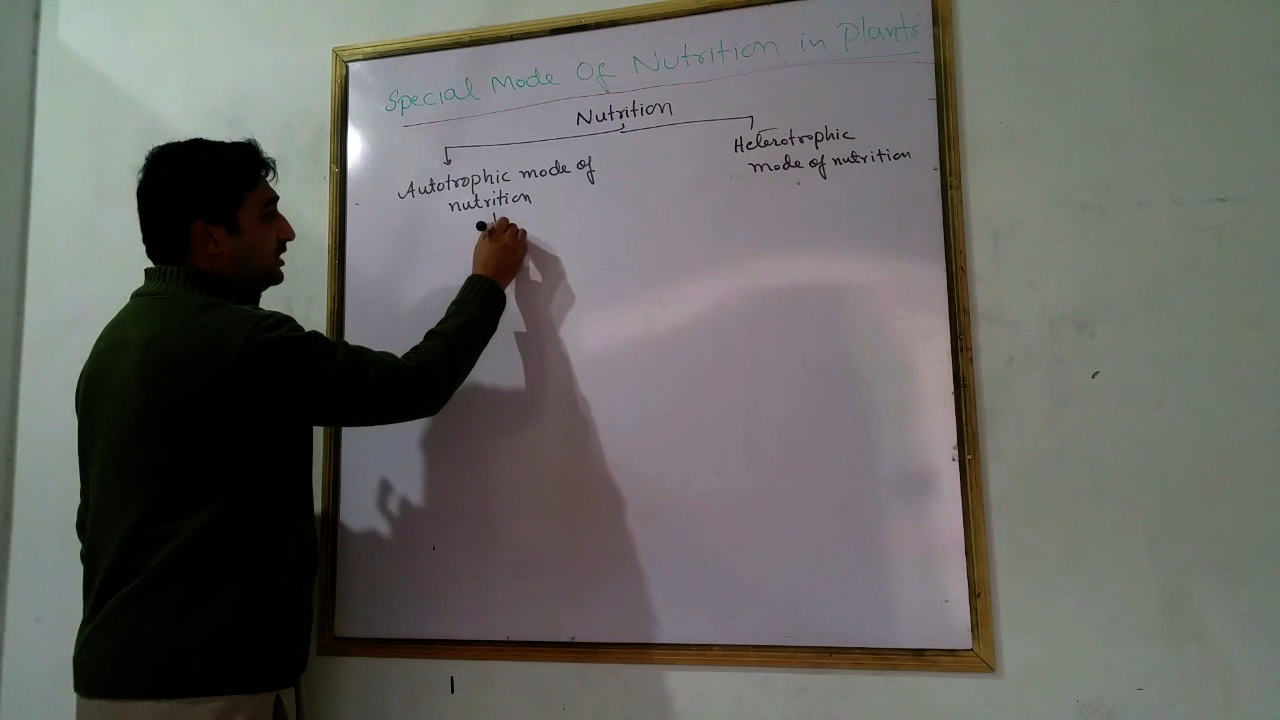 Special Mode Of Nutrition in Plants
Nutrition
Autotrophic mode of
nutrition
Heterotrophic
mode of nutrition